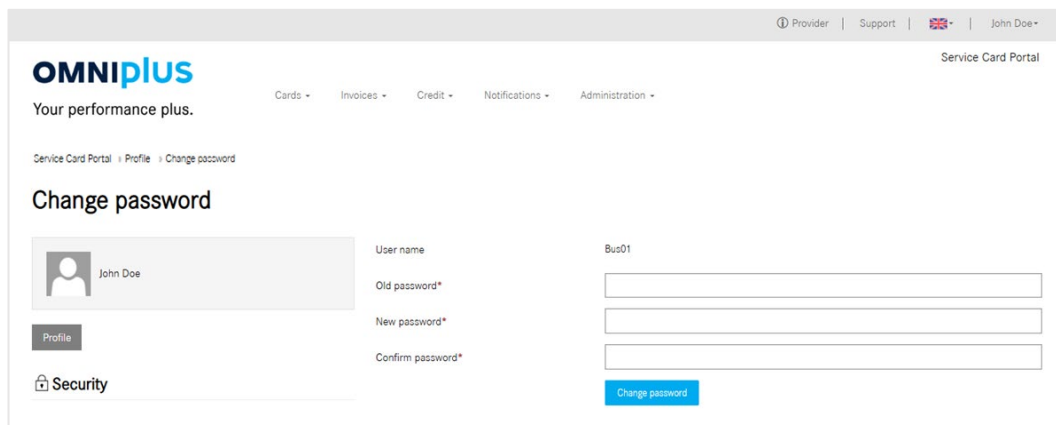 Provider | Support | | John Doe
Service Card Portal
OMNIplus
Your performance plus.
Cards Invoices Credit Notifications Administration
Service Card Portal Profile Change password
Change password
John Doe
Profile
Security
User name Bus01
Old password*
New password*
Confirm password*
Change password